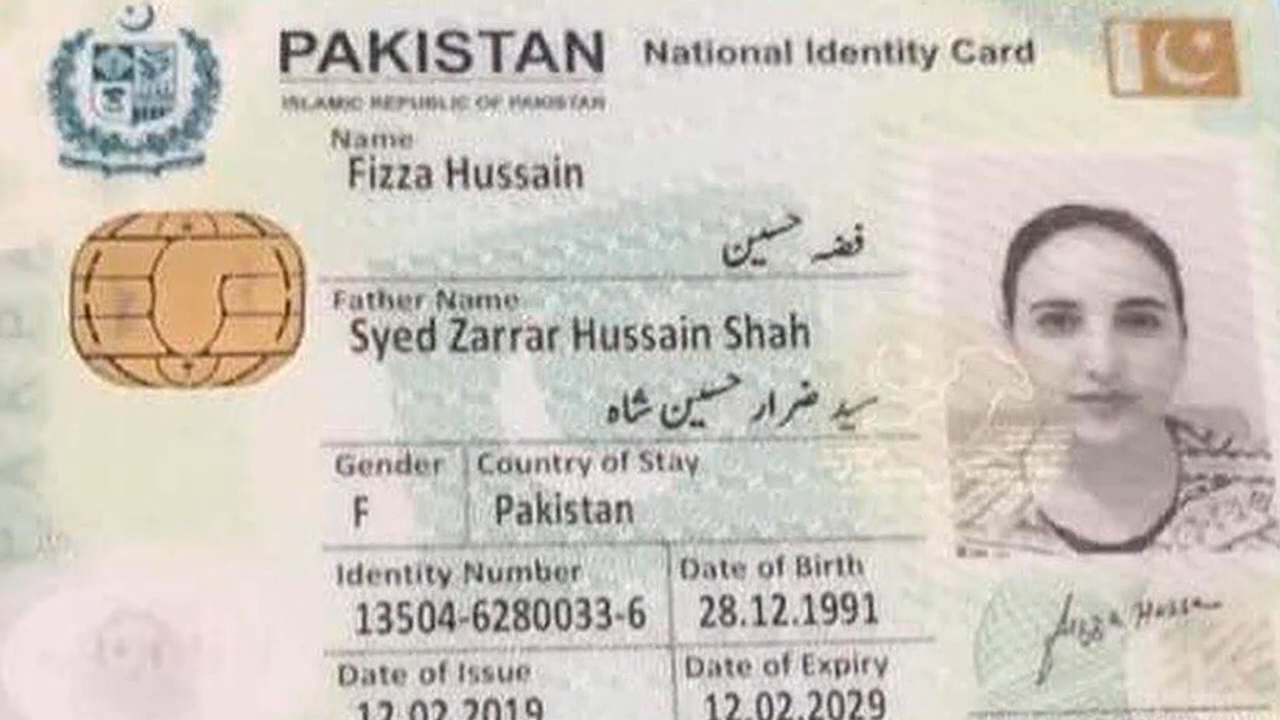 PAKISTAN National Identity Card
ISLAMIC REPUBLIC OF PAKISTAN
Name
Fizza Hussain
فضہ حسین
Father Name
Syed Zarrar Hussain Shah
سید ضرار حسین شاہ
Gender Country of Stay
F Pakistan
Identity Number Date of Birth
13504-6280033-6 28.12.1991
Date of Issue Date of Expiry
12.02.2019 12.02.2029